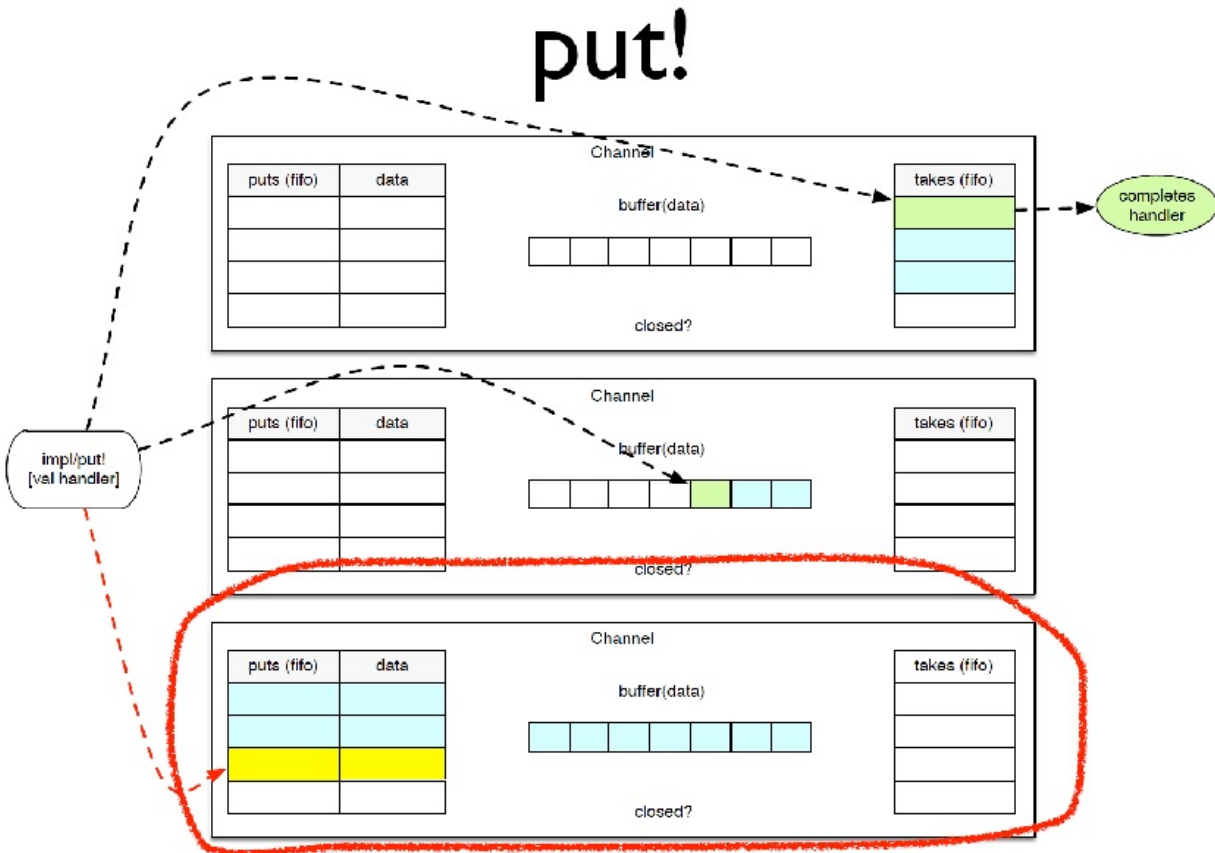 put!
Channel
puts (fifo) data takes (fifo)
buffer(data)
completes
handler
closed?
Channel
puts (fifo) data takes (fifo)
buffer(data)
impl/put!
[val handler]
closed?
Channel
puts (fifo) data takes (fifo)
buffer(data)
closed?